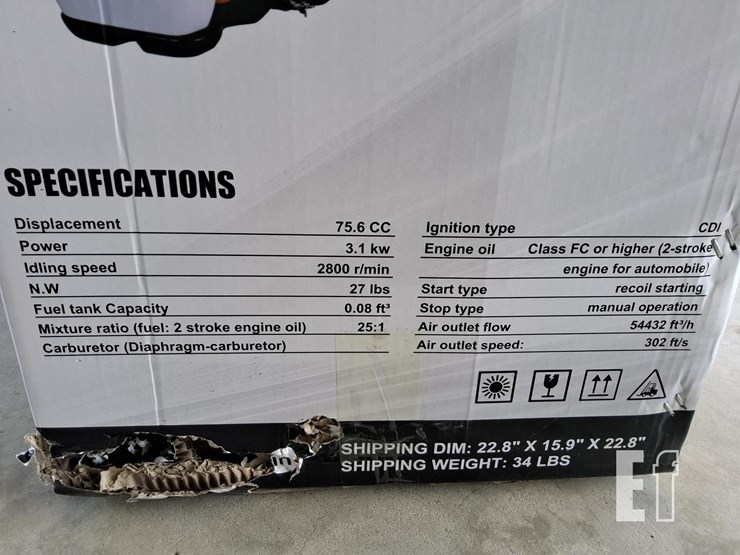 SPECIFICATIONS
Displacement 75.6 CC
Power 3.1 kw
Idling speed 2800 r/min
N.W 27 lbs
Fuel tank Capacity 0.08 ft³
Mixture ratio (fuel: 2 stroke engine oil) 25:1
Carburetor (Diaphragm-carburetor)
Ignition type CDI
Engine oil Class FC or higher (2-stroke
engine for automobile)
Start type recoil starting
Stop type manual operation
Air outlet flow 54432 ft³/h
Air outlet speed: 302 ft/s
SHIPPING DIM: 22.8" X 15.9" X 22.8"
SHIPPING WEIGHT: 34 LBS
Ef